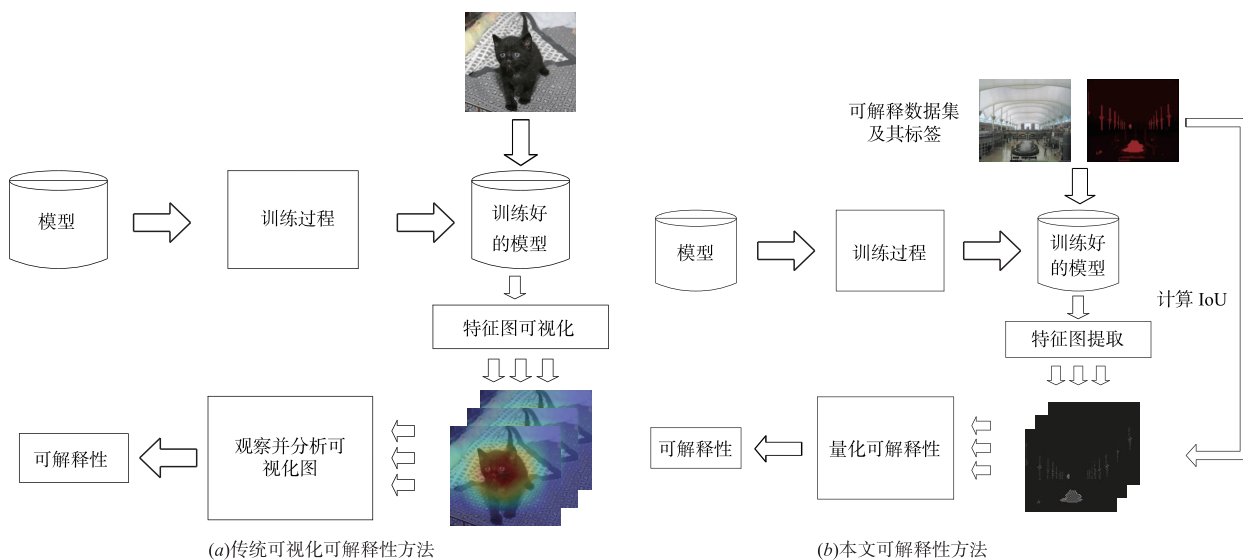 模型
训练过程
训练好
的模型
特征图可视化
观察并分析可
视化图
可解释性
(a)传统可视化可解释性方法
可解释数据集
及其标签
模型
训练过程
训练好
的模型
计算 IoU
特征图提取
量化可解释性
可解释性
(b)本文可解释性方法